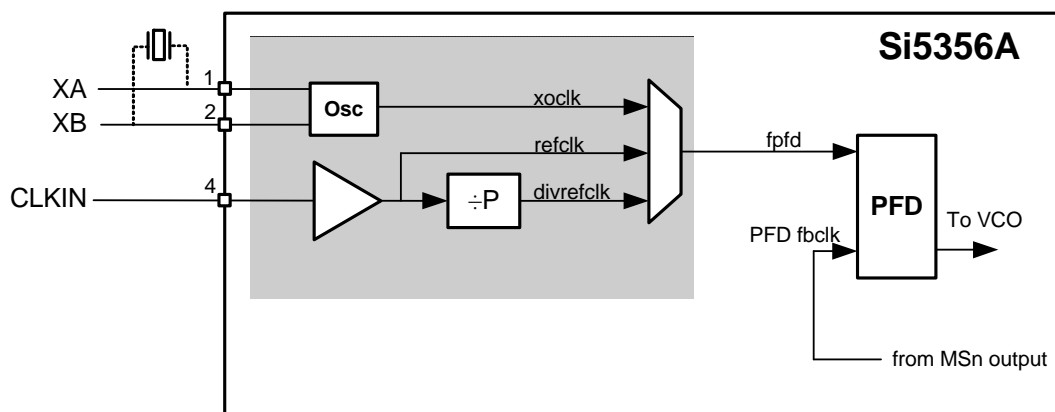 Si5356A
XA
1
XB
2
Osc
xoclk
refclk
fpfd
CLKIN
4
÷P
divrefclk
PFD
PFD fbclk
To VCO
from MSn output